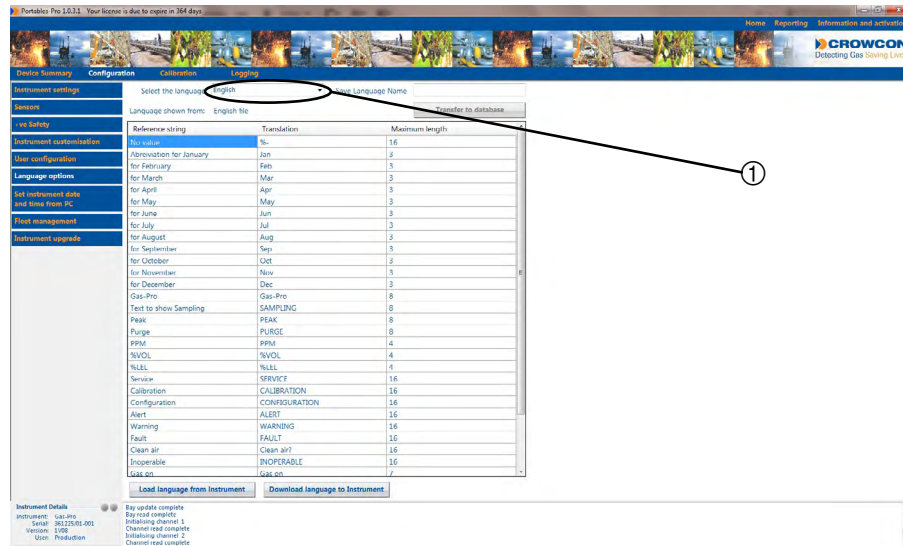 Portables Pro 1.0.3.1 Your license is due to expire in 364 days
Home Reporting Information and activatio
CROWCON
Detecting Gas Saving Live
Device Summary Configuration Calibration Logging
Instrument settings
Sensors
-ve Safety
Instrument customisation
User configuration
Language options
Set instrument date
and time from PC
Fleet management
Instrument upgrade
Select the language English Save Language Name
Language shown from: English file Transfer to database
Reference string Translation Maximum length
No value %- 16
Abreviation for January Jan 3
for February Feb 3
for March Mar 3
for April Apr 3
for May May 3
for June Jun 3
for July Jul 3
for August Aug 3
for September Sep 3
for October Oct 3
for November Nov 3
for December Dec 3
Gas-Pro Gas-Pro 8
Text to show Sampling SAMPLING 8
Peak PEAK 8
Purge PURGE 8
PPM PPM 4
%VOL %VOL 4
%LEL %LEL 4
Service SERVICE 16
Calibration CALIBRATION 16
Configuration CONFIGURATION 16
Alert ALERT 16
Warning WARNING 16
Fault FAULT 16
Clean air Clean air? 16
Inoperable INOPERABLE 16
Gas on Gas on 7
Load language from Instrument Download language to Instrument
①
Instrument Details
Instrument: Gas-Pro
Serial: 361225/01-001
Version: 1V08
User: Production
Bay update complete
Bay read complete
Initialising channel 1
Channel read complete
Initialising channel 2
Channel read complete